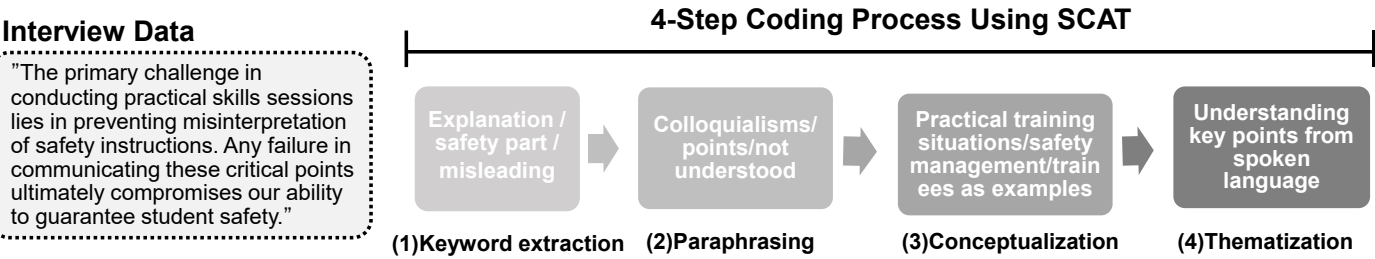 4-Step Coding Process Using SCAT
Interview Data
”The primary challenge in
conducting practical skills sessions
lies in preventing misinterpretation
of safety instructions. Any failure in
communicating these critical points
ultimately compromises our ability
to guarantee student safety.”
Explanation /
safety part /
misleading
(1)Keyword extraction
Colloquialisms/
points/not
understood
(2)Paraphrasing
Practical training
situations/safety
management/train
ees as examples
(3)Conceptualization
Understanding
key points from
spoken
language
(4)Thematization